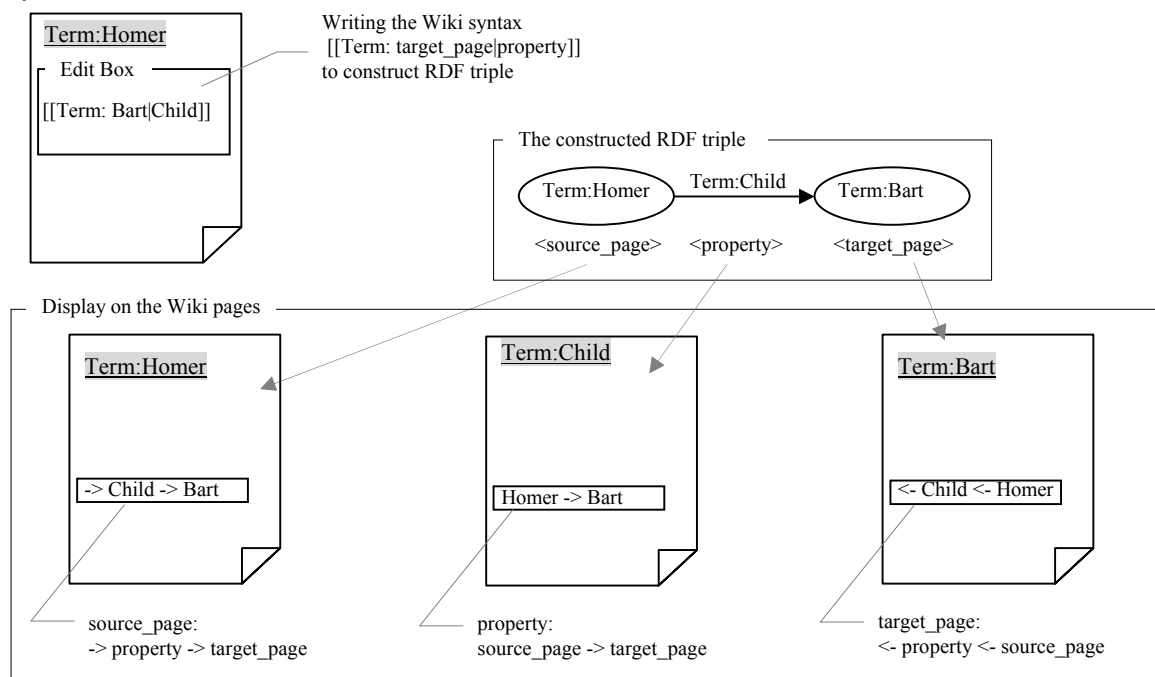 Term:Homer
Edit Box
[[Term: Bart|Child]]
Writing the Wiki syntax
[[Term: target_page|property]]
to construct RDF triple
The constructed RDF triple
Term:Homer
Term:Child
Term:Bart
<source_page>
<property>
<target_page>
Display on the Wiki pages
Term:Homer
-> Child -> Bart
source_page:
-> property -> target_page
Term:Child
Homer -> Bart
property:
source_page -> target_page
Term:Bart
<- Child <- Homer
target_page:
<- property <- source_page